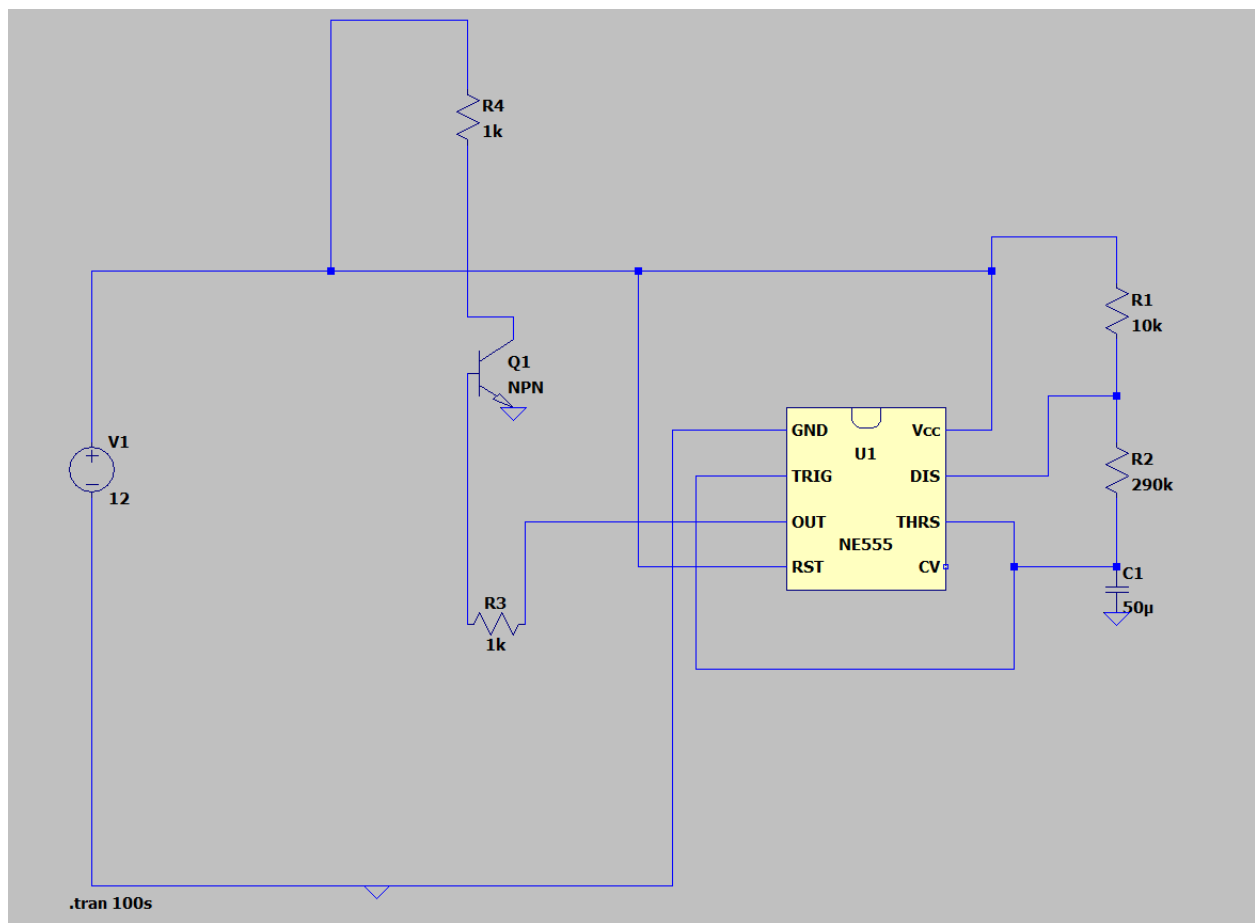 R4
1k
R1
10k
Q1
NPN
V1
12
GND
Vcc
U1
TRIG
DIS
R2
290k
OUT
THRS
NE555
RST
CV
C1
50µ
R3
1k
.tran 100s